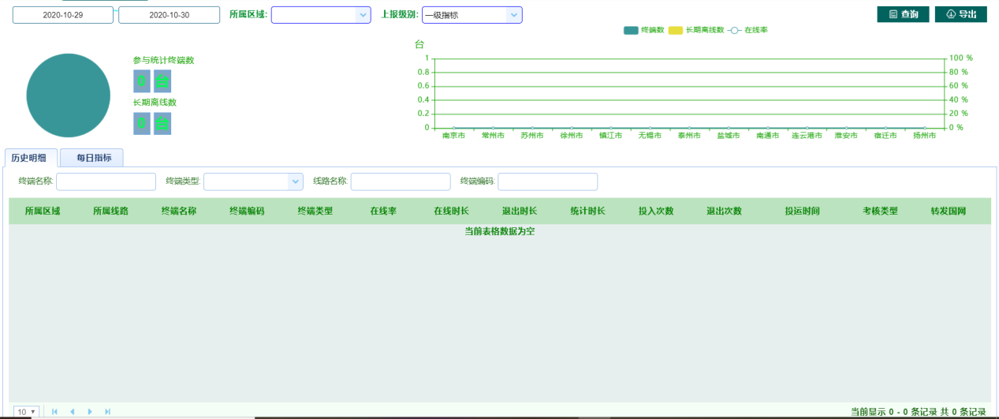 2020-10-29 ~ 2020-10-30 所属区域: 上报级别: 一级指标 查询 导出
终端数 长期离线数 在线率
参与统计终端数
0 台
长期离线数
0 台
台
1 100 %
0.8 80 %
0.6 60 %
0.4 40 %
0.2 20 %
0 0 %
南京市 常州市 苏州市 徐州市 镇江市 无锡市 泰州市 盐城市 南通市 连云港市 淮安市 宿迁市 扬州市
历史明细 每日指标
终端名称: 终端类型: 线路名称: 终端编码:
所属区域 所属线路 终端名称 终端编码 终端类型 在线率 在线时长 退出时长 统计时长 投入次数 退出次数 投运时间 考核类型 转发国网
当前表格数据为空
10 当前显示 0 - 0 条记录 共 0 条记录